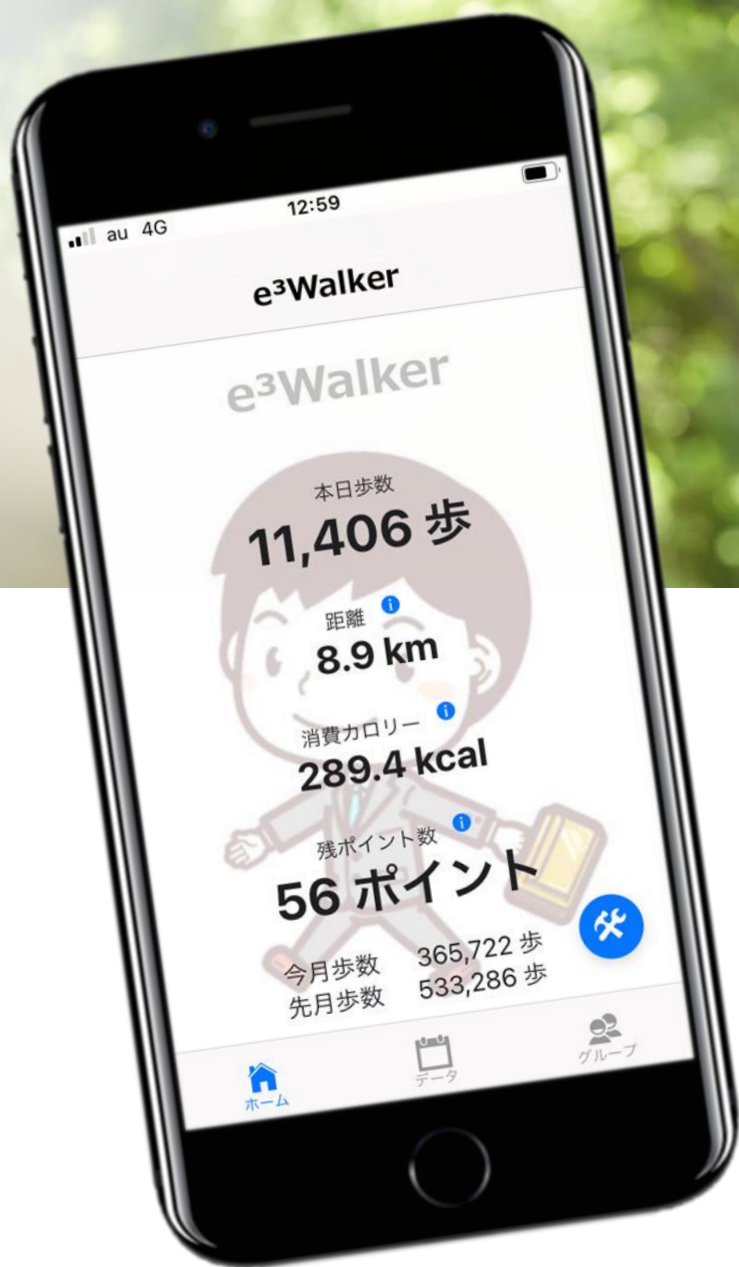 au 4G 12:59
e³Walker
e³Walker
本日歩数
11,406 歩
距離
8.9 km
消費カロリー
289.4 kcal
残ポイント数
56 ポイント
今月歩数 365,722 歩
先月歩数 533,286 歩
ホーム データ グループ